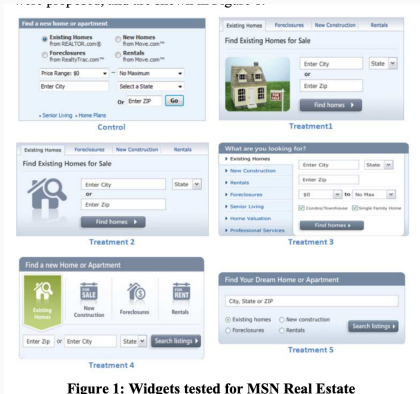 Find a new home or apartment
Existing Homes
from REALTOR.com®
New Homes
from Move.com™
Foreclosures
from RealtyTrac.com™
Rentals
from Move.com™
Price Range: $0 ~ No Maximum
Enter City Select a State
Or Enter ZIP Go
• Senior Living • Home Plans
Control
Existing Homes Foreclosures New Construction Rentals
Find Existing Homes for Sale
Enter City State
or
Enter Zip
Find homes
Treatment1
Existing Homes Foreclosures New Construction Rentals
Find Existing Homes for Sale
Enter City State
or
Enter Zip
Find homes
Treatment 2
What are you looking for?
Existing Homes
New Construction
Rentals
Foreclosures
Senior Living
Home Valuation
Professional Services
Enter City State
Enter Zip
$0 to No Max
Condo/Townhouse Single Family Home
Find homes
Treatment 3
Find a new Home or Apartment
Existing Homes
FOR SALE
New Construction
Foreclosures
FOR RENT
Rentals
Enter Zip or Enter City State Search listings
Treatment 4
Find Your Dream Home or Apartment
City, State or ZIP
Existing homes New construction
Foreclosures Rentals
Search listings
Treatment 5
Figure 1: Widgets tested for MSN Real Estate